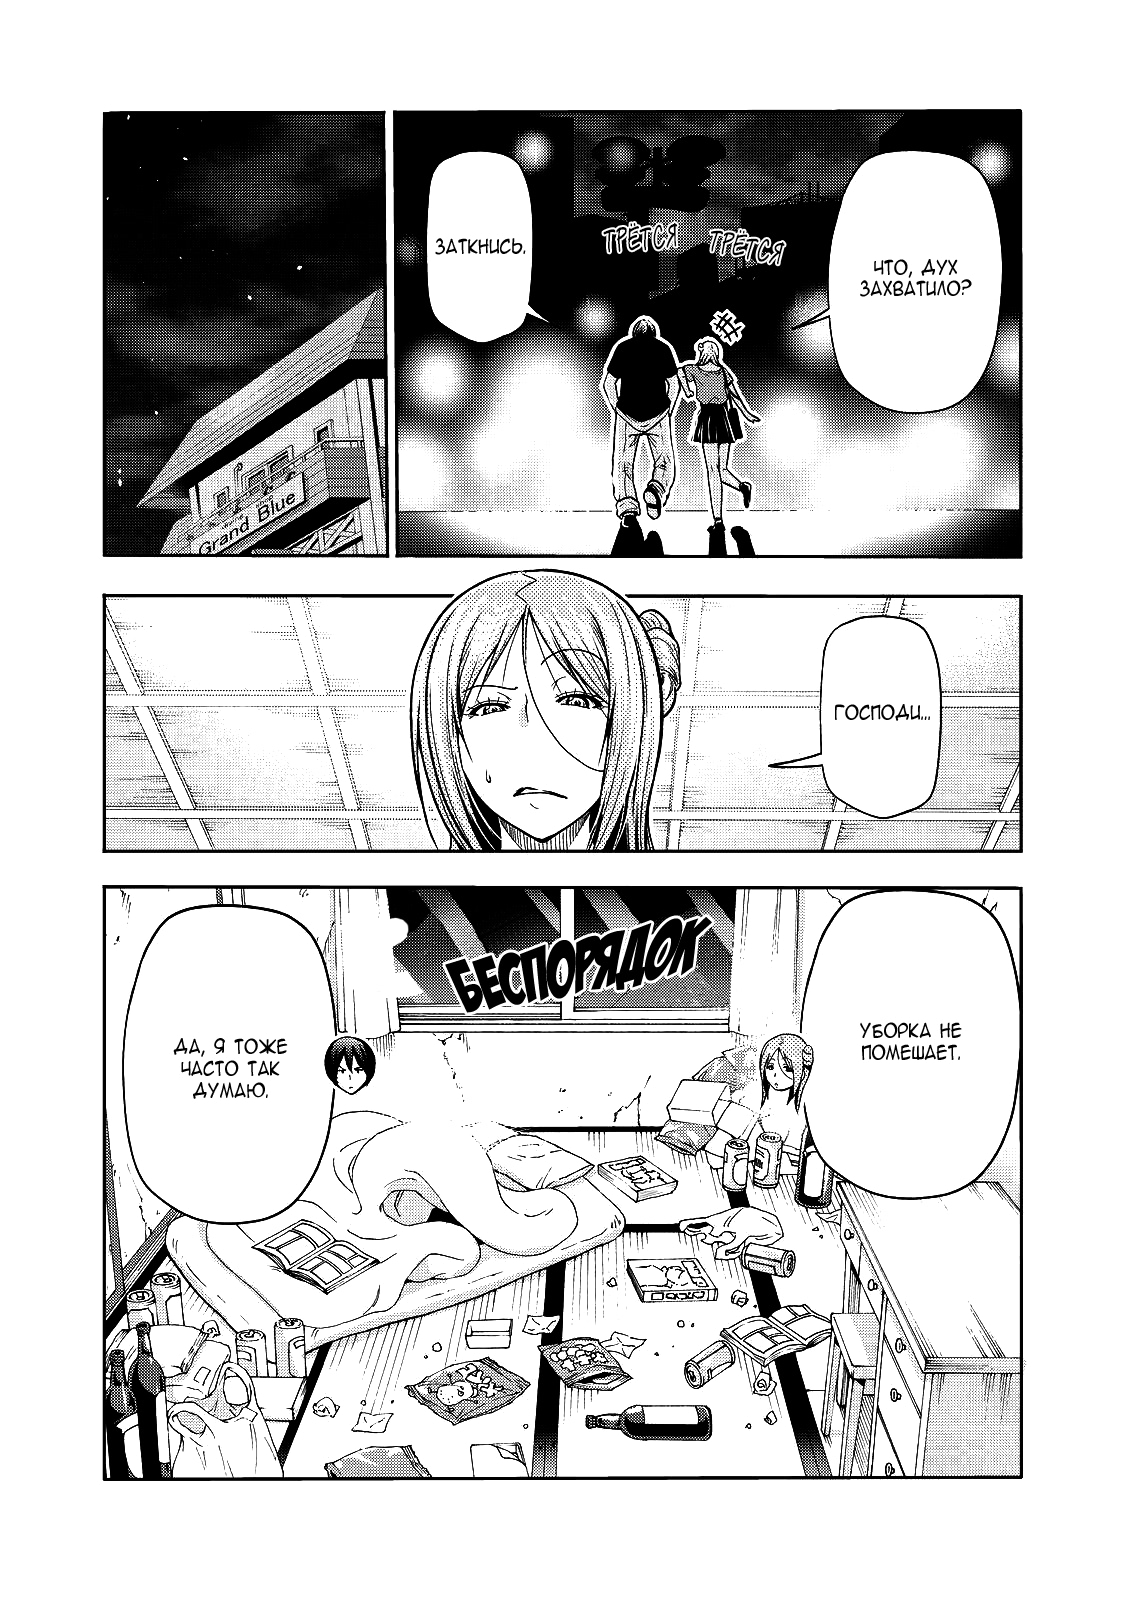 ЧТО, ДУХ
ЗАХВАТИЛО?
ТРЁТСЯ
ТРЁТСЯ
ЗАТКНИСЬ.
Grand Blue
ГОСПОДИ...
БЕСПОРЯДОК
УБОРКА НЕ
ПОМЕШАЕТ.
ДА, Я ТОЖЕ
ЧАСТО ТАК
ДУМАЮ.